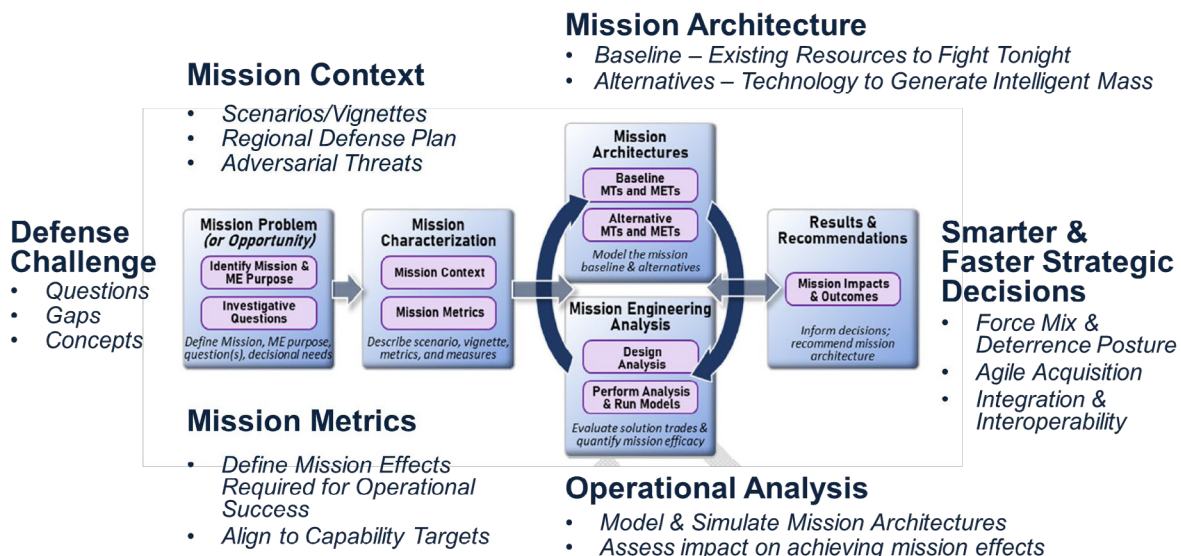 Mission Architecture
• Baseline – Existing Resources to Fight Tonight
• Alternatives – Technology to Generate Intelligent Mass
Mission Context
• Scenarios/Vignettes
• Regional Defense Plan
• Adversarial Threats
Defense
Challenge
• Questions
• Gaps
• Concepts
Mission Problem
(or Opportunity)
Identify Mission &
ME Purpose
Investigative
Questions
Define Mission, ME purpose,
question(s), decisional needs
Mission
Characterization
Mission Context
Mission Metrics
Describe scenario, vignette,
metrics, and measures
Mission
Architectures
Baseline
MTs and METs
Alternative
MTs and METs
Model the mission
baseline & alternatives
Mission Engineering
Analysis
Design
Analysis
Perform Analysis
& Run Models
Evaluate solution trades &
quantify mission efficacy
Results &
Recommendations
Mission Impacts
& Outcomes
Inform decisions;
recommend mission
architecture
Smarter &
Faster Strategic
Decisions
• Force Mix &
Deterrence Posture
• Agile Acquisition
• Integration &
Interoperability
Mission Metrics
• Define Mission Effects
Required for Operational
Success
• Align to Capability Targets
Operational Analysis
• Model & Simulate Mission Architectures
• Assess impact on achieving mission effects